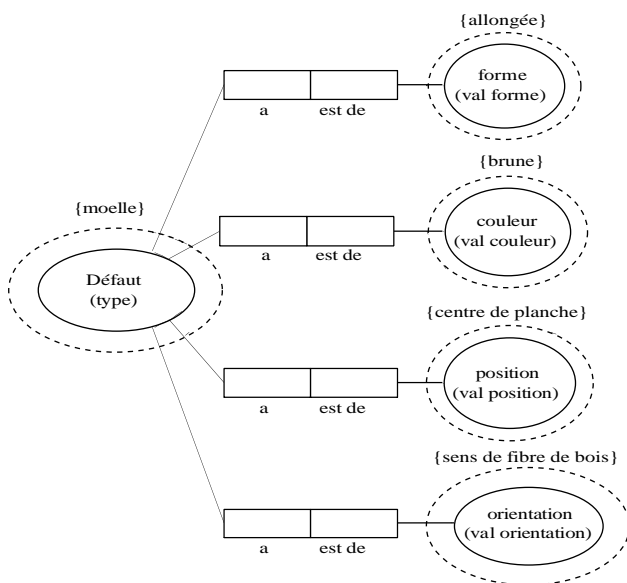 {allongée}
forme
(val forme)
a est de
{brune}
couleur
(val couleur)
a est de
{moelle}
Défaut
(type)
{centre de planche}
position
(val position)
a est de
{sens de fibre de bois}
orientation
(val orientation)
a est de